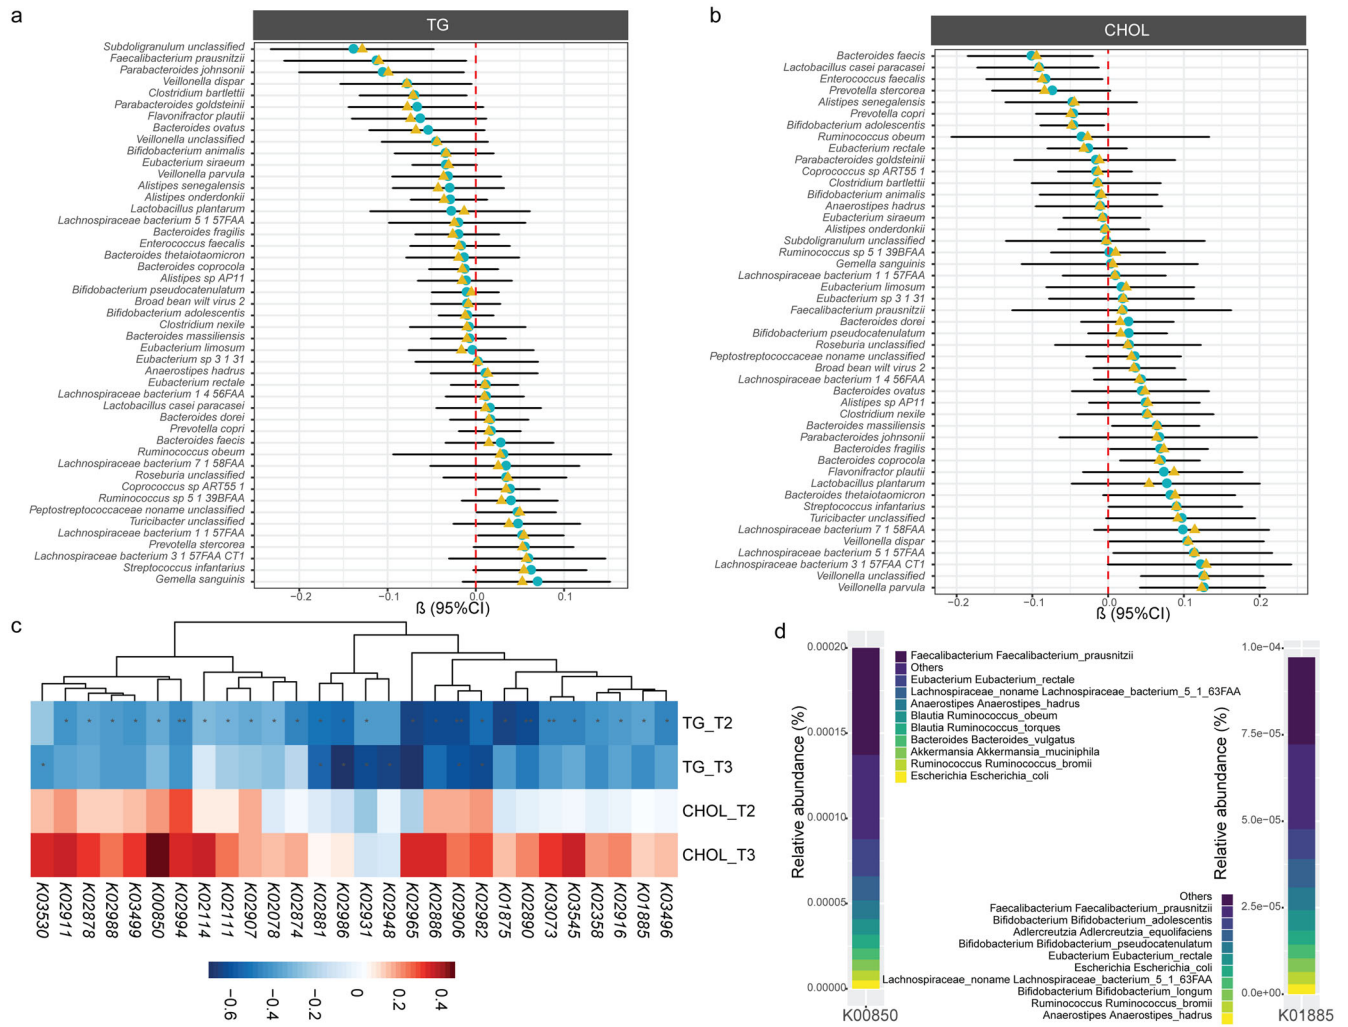 a
TG
Subdoligranulum unclassified
Faecalibacterium prausnitzii
Parabacteroides johnsonii
Veillonella dispar
Clostridium bartlettii
Parabacteroides goldsteinii
Flavonifractor plautii
Bacteroides ovatus
Veillonella unclassified
Bifidobacterium animalis
Eubacterium siraeum
Veillonella parvula
Alistipes senegalensis
Alistipes onderdonkii
Lactobacillus plantarum
Lachnospiraceae bacterium 5 1 57FAA
Bacteroides fragilis
Enterococcus faecalis
Bacteroides thetaiotaomicron
Bacteroides coprocola
Alistipes sp AP11
Bifidobacterium pseudocatenulatum
Broad bean wilt virus 2
Bifidobacterium adolescentis
Clostridium nexile
Bacteroides massiliensis
Eubacterium limosum
Eubacterium sp 3 1 31
Anaerostipes hadrus
Eubacterium rectale
Lachnospiraceae bacterium 1 4 56FAA
Lactobacillus casei paracasei
Bacteroides dorei
Prevotella copri
Bacteroides faecis
Ruminococcus obeum
Lachnospiraceae bacterium 7 1 58FAA
Roseburia unclassified
Coprococcus sp ART55 1
Ruminococcus sp 5 1 39BFAA
Peptostreptococcaceae noname unclassified
Turicibacter unclassified
Lachnospiraceae bacterium 1 1 57FAA
Prevotella stercorea
Lachnospiraceae bacterium 3 1 57FAA CT1
Streptococcus infantarius
Gemella sanguinis
−0.2 −0.1 0.0 0.1
ß (95%CI)
b
CHOL
Bacteroides faecis
Lactobacillus casei paracasei
Enterococcus faecalis
Prevotella stercorea
Alistipes senegalensis
Prevotella copri
Bifidobacterium adolescentis
Ruminococcus obeum
Eubacterium rectale
Parabacteroides goldsteinii
Coprococcus sp ART55 1
Clostridium bartlettii
Bifidobacterium animalis
Anaerostipes hadrus
Eubacterium siraeum
Alistipes onderdonkii
Subdoligranulum unclassified
Ruminococcus sp 5 1 39BFAA
Gemella sanguinis
Lachnospiraceae bacterium 1 1 57FAA
Eubacterium limosum
Eubacterium sp 3 1 31
Faecalibacterium prausnitzii
Bacteroides dorei
Bifidobacterium pseudocatenulatum
Roseburia unclassified
Peptostreptococcaceae noname unclassified
Broad bean wilt virus 2
Lachnospiraceae bacterium 1 4 56FAA
Bacteroides ovatus
Alistipes sp AP11
Clostridium nexile
Bacteroides massiliensis
Parabacteroides johnsonii
Bacteroides fragilis
Bacteroides coprocola
Flavonifractor plautii
Lactobacillus plantarum
Bacteroides thetaiotaomicron
Streptococcus infantarius
Turicibacter unclassified
Lachnospiraceae bacterium 7 1 58FAA
Veillonella dispar
Lachnospiraceae bacterium 5 1 57FAA
Lachnospiraceae bacterium 3 1 57FAA CT1
Veillonella unclassified
Veillonella parvula
−0.2 −0.1 0.0 0.1 0.2
ß (95%CI)
c
TG_T2
TG_T3
CHOL_T2
CHOL_T3
K03530
K02911
K02878
K02988
K03499
K00850
K02994
K02114
K02111
K02907
K02078
K02874
K02881
K02986
K02931
K02948
K02965
K02886
K02906
K02982
K01875
K02890
K03073
K03545
K02358
K02916
K01885
K03496
−0.6
−0.4
−0.2
0
0.2
0.4
d
Relative abundance (%)
0.00020
0.00015
0.00010
0.00005
0.00000
K00850
Faecalibacterium Faecalibacterium_prausnitzii
Others
Eubacterium Eubacterium_rectale
Lachnospiraceae_noname Lachnospiraceae_bacterium_5_1_63FAA
Anaerostipes Anaerostipes_hadrus
Blautia Ruminococcus_obeum
Blautia Ruminococcus_torques
Bacteroides Bacteroides_vulgatus
Akkermansia Akkermansia_muciniphila
Ruminococcus Ruminococcus_bromii
Escherichia Escherichia_coli
Relative abundance (%)
1.0e−04
7.5e−05
5.0e−05
2.5e−05
0.0e+00
K01885
Others
Faecalibacterium Faecalibacterium_prausnitzii
Bifidobacterium Bifidobacterium_adolescentis
Adlercreutzia Adlercreutzia_equolifaciens
Bifidobacterium Bifidobacterium_pseudocatenulatum
Eubacterium Eubacterium_rectale
Escherichia Escherichia_coli
Lachnospiraceae_noname Lachnospiraceae_bacterium_5_1_63FAA
Bifidobacterium Bifidobacterium_longum
Ruminococcus Ruminococcus_bromii
Anaerostipes Anaerostipes_hadrus